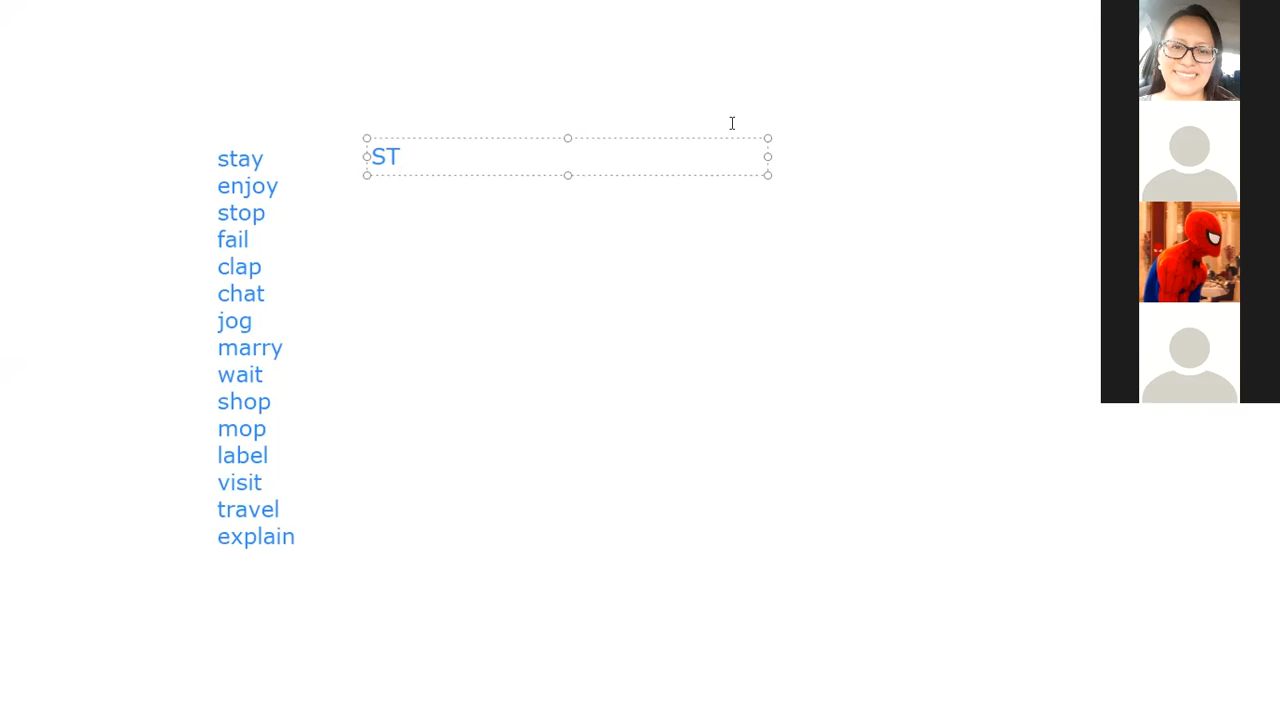 stay
enjoy
stop
fail
clap
chat
jog
marry
wait
shop
mop
label
visit
travel
explain
ST